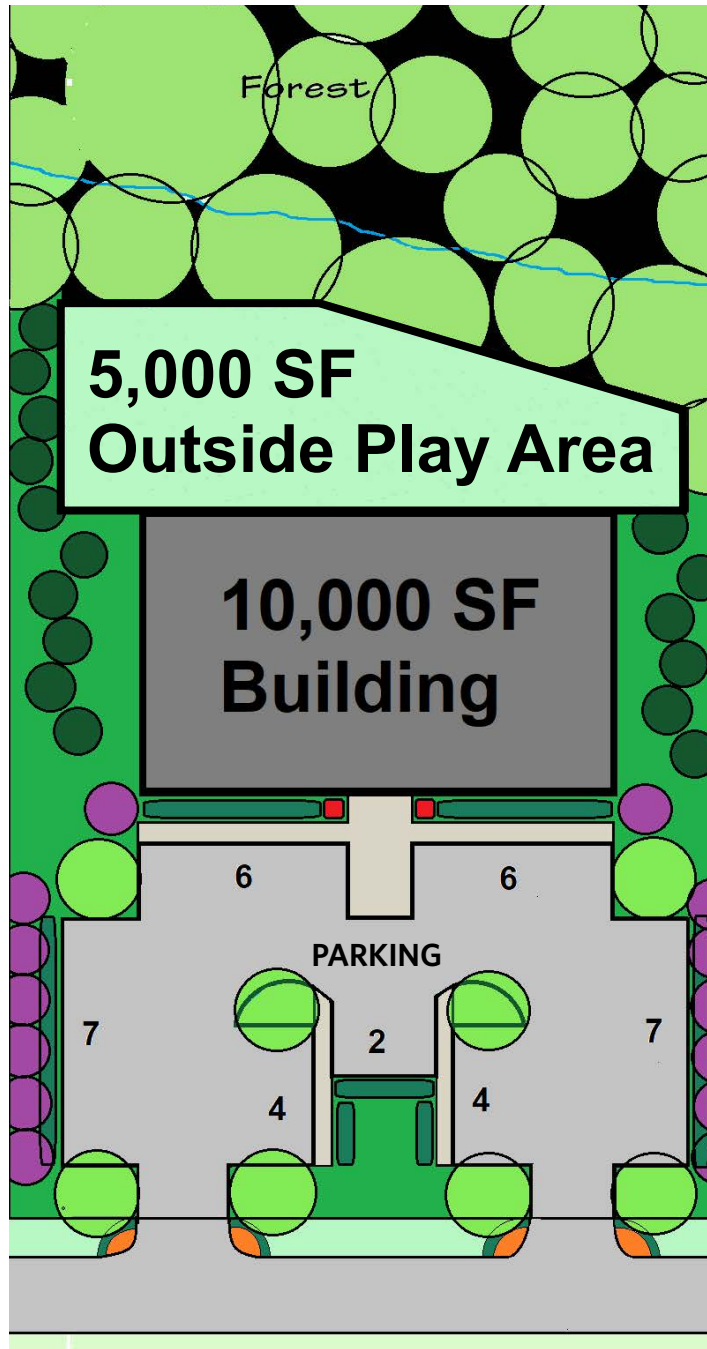 Forest
5,000 SF
Outside Play Area
10,000 SF
Building
6 6
PARKING
7 2 7
4 4